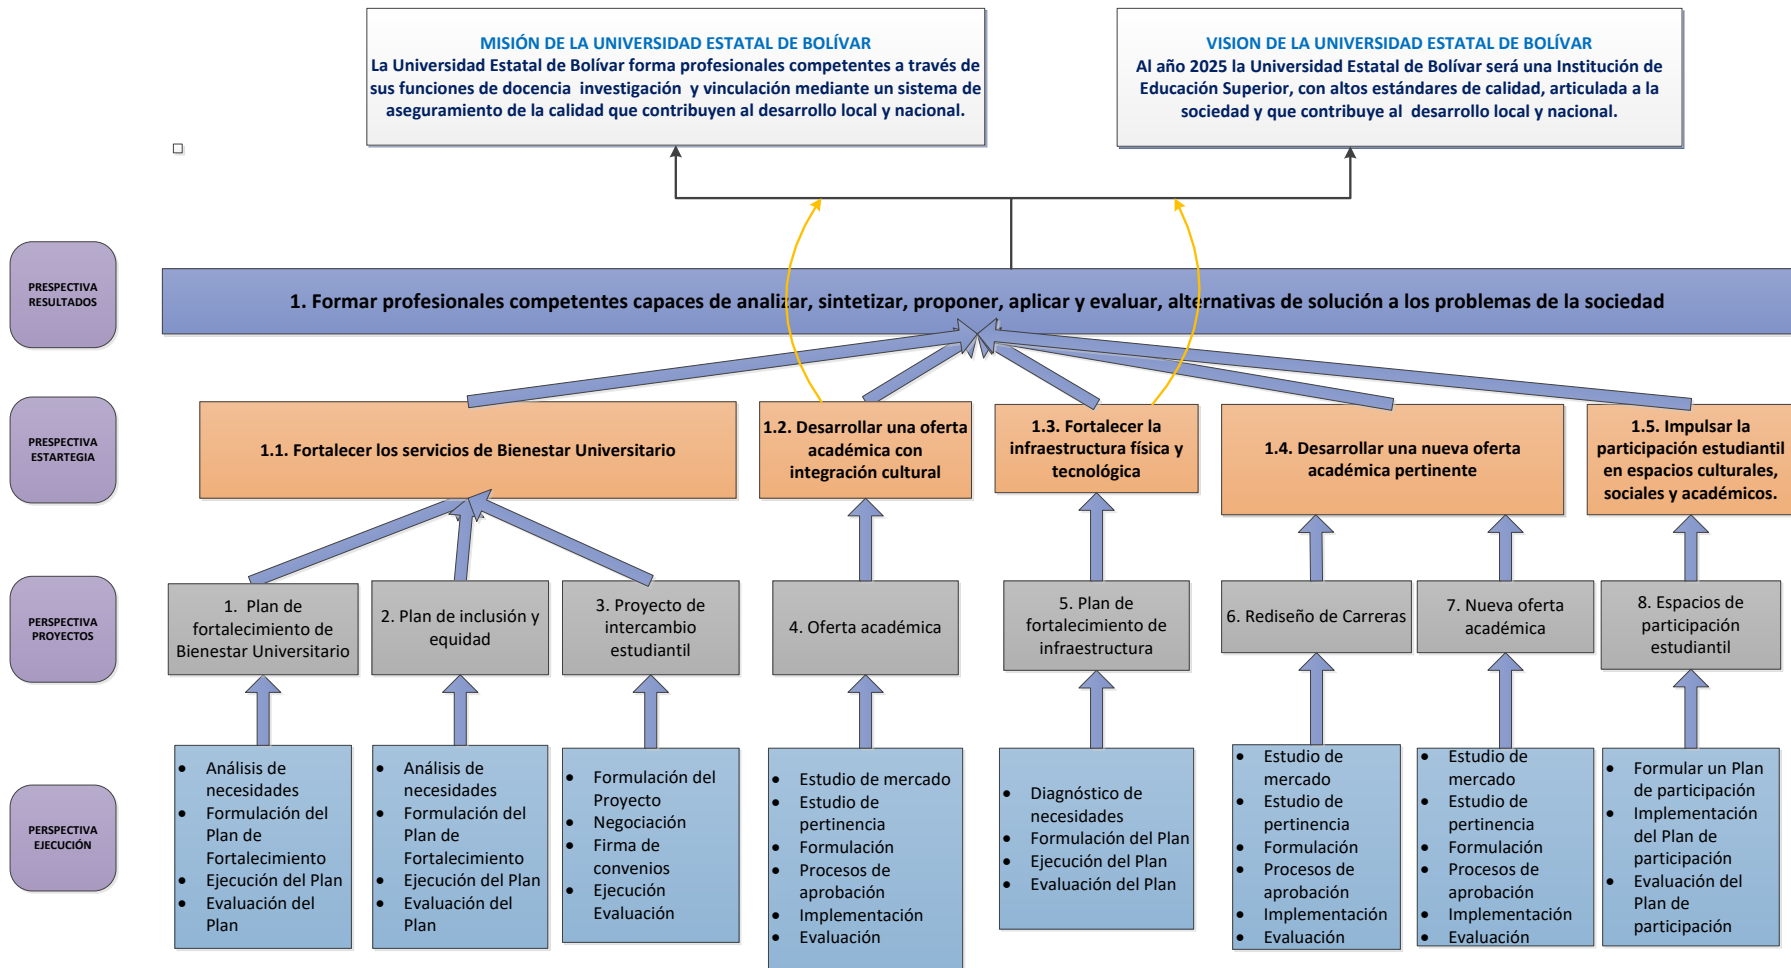 MISIÓN DE LA UNIVERSIDAD ESTATAL DE BOLÍVAR
La Universidad Estatal de Bolívar forma profesionales competentes a través de
sus funciones de docencia investigación y vinculación mediante un sistema de
aseguramiento de la calidad que contribuyen al desarrollo local y nacional.
VISION DE LA UNIVERSIDAD ESTATAL DE BOLÍVAR
Al año 2025 la Universidad Estatal de Bolívar será una Institución de
Educación Superior, con altos estándares de calidad, articulada a la
sociedad y que contribuye al desarrollo local y nacional.
PRESPECTIVA
RESULTADOS
1. Formar profesionales competentes capaces de analizar, sintetizar, proponer, aplicar y evaluar, alternativas de solución a los problemas de la sociedad
PRESPECTIVA
ESTARTEGIA
1.1. Fortalecer los servicios de Bienestar Universitario
1.2. Desarrollar una oferta
académica con
integración cultural
1.3. Fortalecer la
infraestructura física y
tecnológica
1.4. Desarrollar una nueva oferta
académica pertinente
1.5. Impulsar la
participación estudiantil
en espacios culturales,
sociales y académicos.
PERSPECTIVA
PROYECTOS
1. Plan de
fortalecimiento de
Bienestar Universitario
2. Plan de inclusión y
equidad
3. Proyecto de
intercambio
estudiantil
4. Oferta académica
5. Plan de
fortalecimiento de
infraestructura
6. Rediseño de Carreras
7. Nueva oferta
académica
8. Espacios de
participación
estudiantil
PERSPECTIVA
EJECUCIÓN
• Análisis de
necesidades
• Formulación del
Plan de
Fortalecimiento
• Ejecución del Plan
• Evaluación del
Plan
• Análisis de
necesidades
• Formulación del
Plan de
Fortalecimiento
• Ejecución del Plan
• Evaluación del
Plan
• Formulación del
Proyecto
• Negociación
• Firma de
convenios
• Ejecución
Evaluación
• Estudio de mercado
• Estudio de
pertinencia
• Formulación
• Procesos de
aprobación
• Implementación
• Evaluación
• Diagnóstico de
necesidades
• Formulación del Plan
• Ejecución del Plan
• Evaluación del Plan
• Estudio de
mercado
• Estudio de
pertinencia
• Formulación
• Procesos de
aprobación
• Implementación
• Evaluación
• Estudio de
mercado
• Estudio de
pertinencia
• Formulación
• Procesos de
aprobación
• Implementación
• Evaluación
• Formular un Plan
de participación
• Implementación
del Plan de
participación
• Evaluación del
Plan de
participación